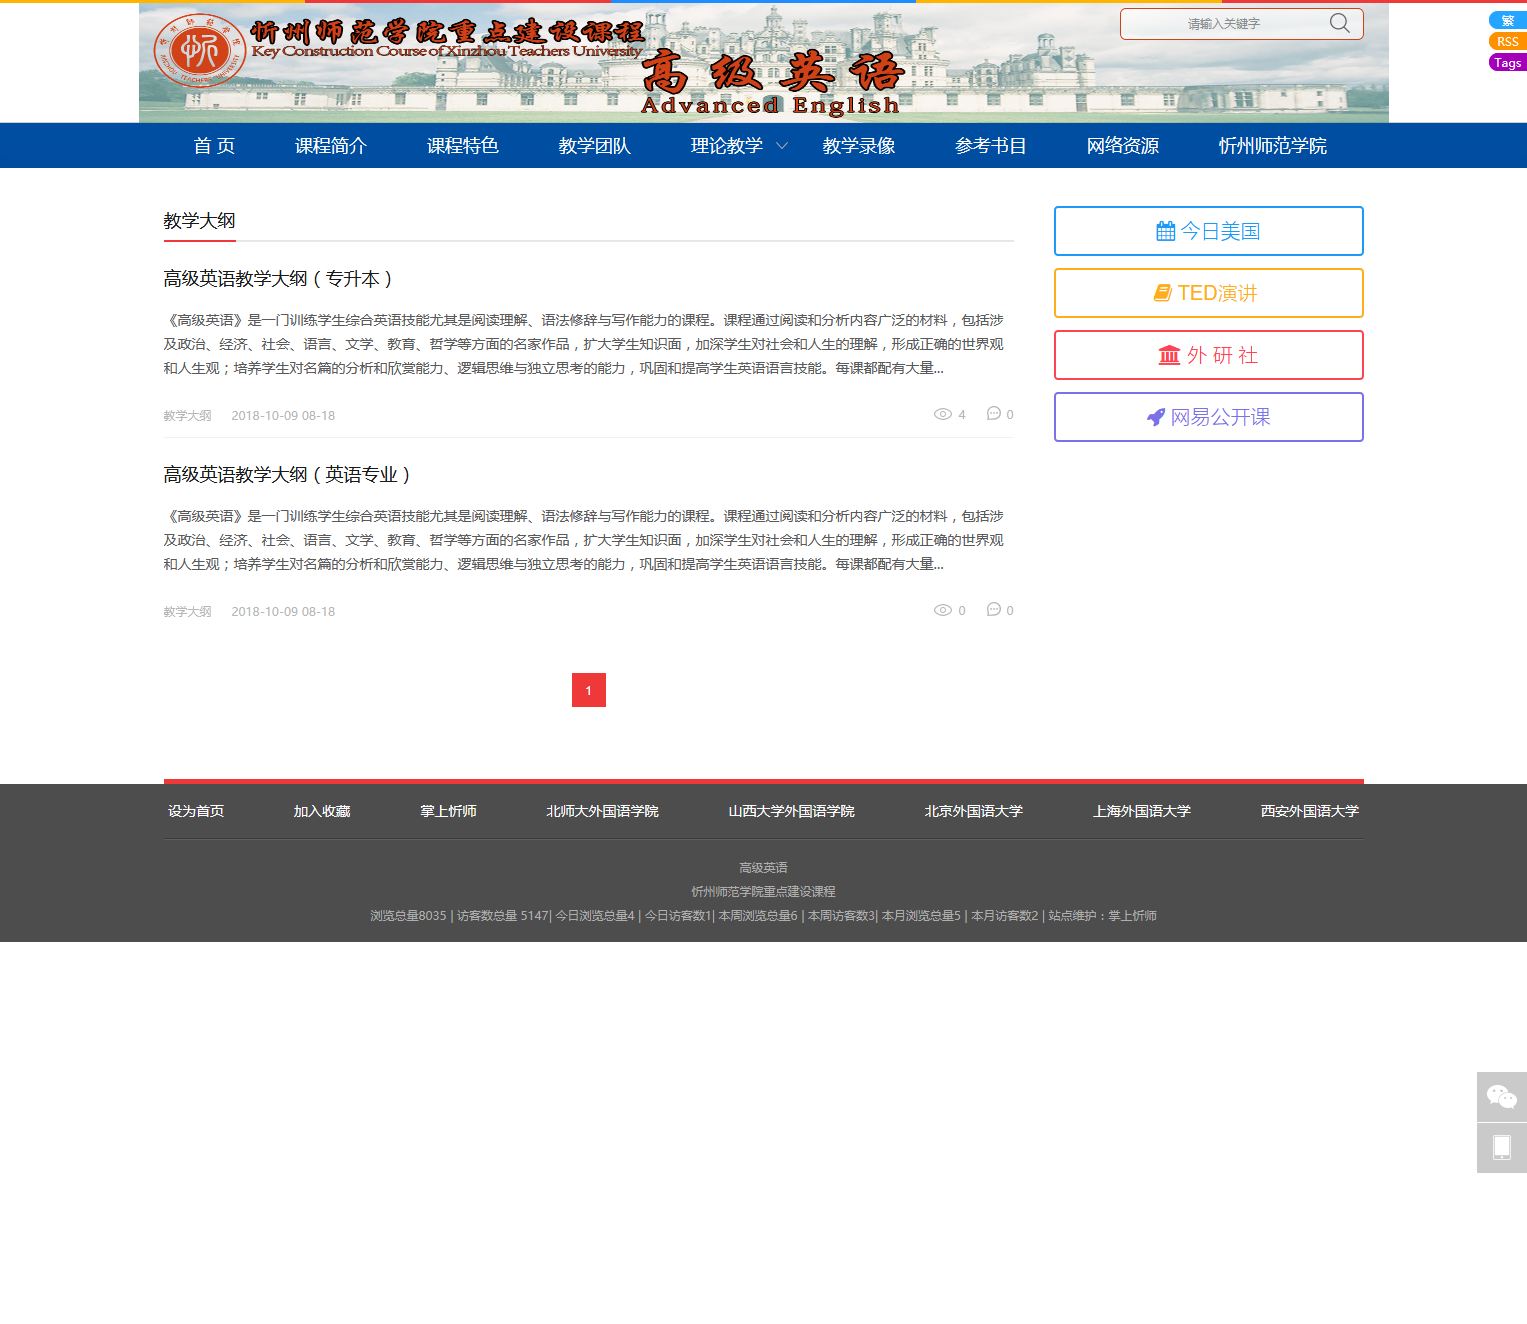 忻州师范学院重点建设课程
Key Construction Course of Xinzhou Teachers University
高级英语
Advanced English
请输入关键字
繁
RSS
Tags
首 页
课程简介
课程特色
教学团队
理论教学
教学录像
参考书目
网络资源
忻州师范学院
教学大纲
高级英语教学大纲（专升本）
《高级英语》是一门训练学生综合英语技能尤其是阅读理解、语法修辞与写作能力的课程。课程通过阅读和分析内容广泛的材料，包括涉
及政治、经济、社会、语言、文学、教育、哲学等方面的名家作品，扩大学生知识面，加深学生对社会和人生的理解，形成正确的世界观
和人生观；培养学生对名篇的分析和欣赏能力、逻辑思维与独立思考的能力，巩固和提高学生英语语言技能。每课都配有大量...
教学大纲 2018-10-09 08-18 4 0
高级英语教学大纲（英语专业）
《高级英语》是一门训练学生综合英语技能尤其是阅读理解、语法修辞与写作能力的课程。课程通过阅读和分析内容广泛的材料，包括涉
及政治、经济、社会、语言、文学、教育、哲学等方面的名家作品，扩大学生知识面，加深学生对社会和人生的理解，形成正确的世界观
和人生观；培养学生对名篇的分析和欣赏能力、逻辑思维与独立思考的能力，巩固和提高学生英语语言技能。每课都配有大量...
教学大纲 2018-10-09 08-18 0 0
1
今日美国
TED演讲
外 研 社
网易公开课
设为首页
加入收藏
掌上忻师
北师大外国语学院
山西大学外国语学院
北京外国语大学
上海外国语大学
西安外国语大学
高级英语
忻州师范学院重点建设课程
浏览总量8035 | 访客数总量 5147| 今日浏览总量4 | 今日访客数1| 本周浏览总量6 | 本周访客数3| 本月浏览总量5 | 本月访客数2 | 站点维护：掌上忻师